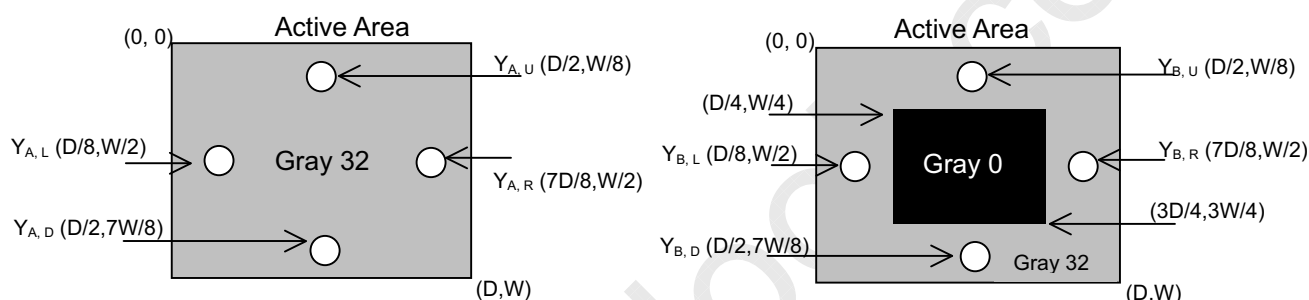 Active Area
(0, 0)
Y_A, U (D/2,W/8)
Y_A, L (D/8,W/2)
Gray 32
Y_A, R (7D/8,W/2)
Y_A, D (D/2,7W/8)
(D,W)
Active Area
(0, 0)
Y_B, U (D/2,W/8)
(D/4,W/4)
Y_B, L (D/8,W/2)
Gray 0
Y_B, R (7D/8,W/2)
(3D/4,3W/4)
Y_B, D (D/2,7W/8)
Gray 32
(D,W)